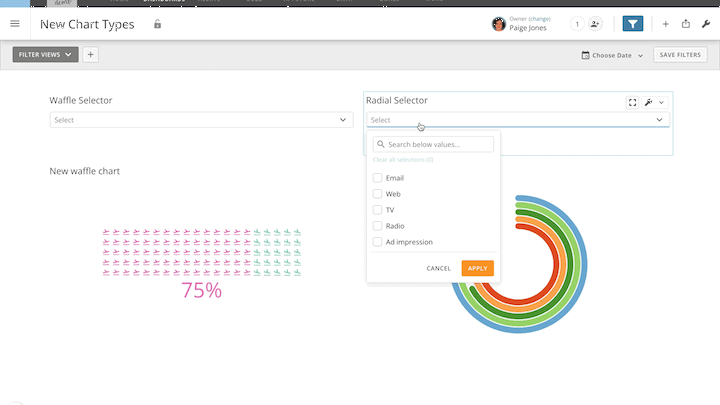 demo
New Chart Types
Owner (change)
Paige Jones
1
FILTER VIEWS
+
Choose Date
SAVE FILTERS
Waffle Selector
Select
Radial Selector
Select
Search below values...
Clear all selections (0)
Email
Web
TV
Radio
Ad impression
CANCEL
APPLY
New waffle chart
75%